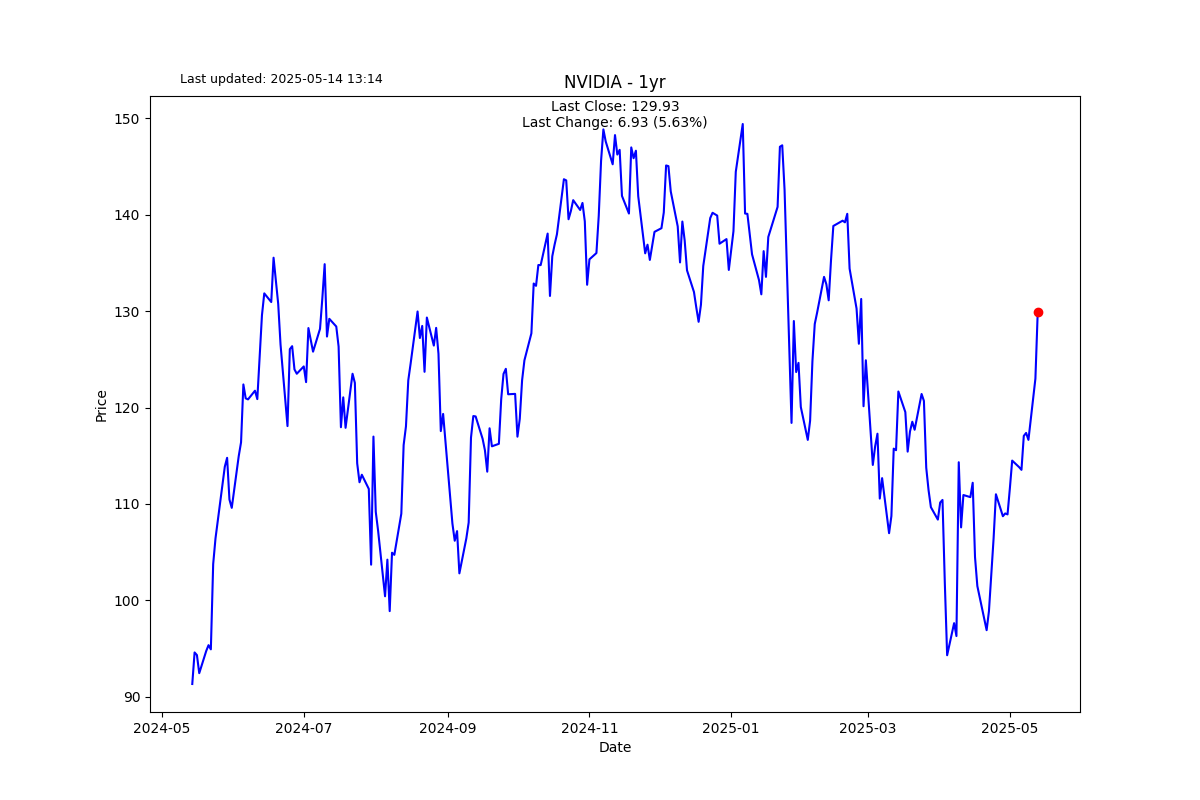 Last updated: 2025-05-14 13:14
NVIDIA - 1yr
Last Close: 129.93
Last Change: 6.93 (5.63%)
150
140
130
120
110
100
90
Price
2024-05
2024-07
2024-09
2024-11
2025-01
2025-03
2025-05
Date